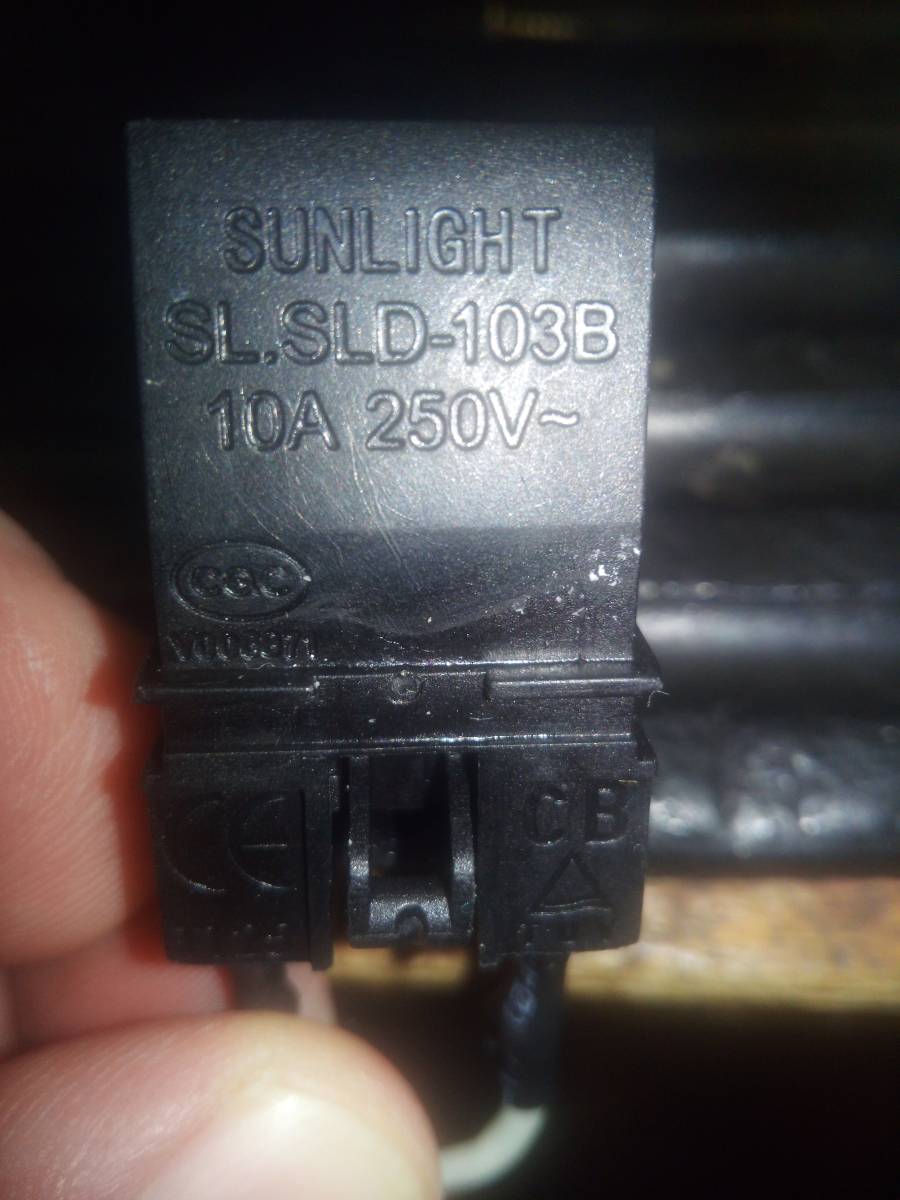 SUNLIGHT
SL.SLD-103B
10A 250V~
CQC
CE
CB